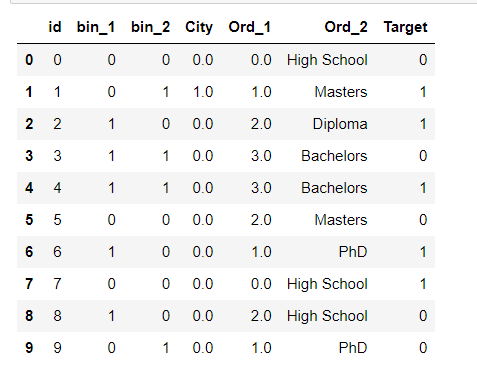 id bin_1 bin_2 City Ord_1 Ord_2 Target
0 0 0 0 0.0 0.0 High School 0
1 1 0 1 1.0 1.0 Masters 1
2 2 1 0 0.0 2.0 Diploma 1
3 3 1 1 0.0 3.0 Bachelors 0
4 4 1 1 0.0 3.0 Bachelors 1
5 5 0 0 0.0 2.0 Masters 0
6 6 1 0 0.0 1.0 PhD 1
7 7 0 0 0.0 0.0 High School 1
8 8 1 0 0.0 2.0 High School 0
9 9 0 1 0.0 1.0 PhD 0